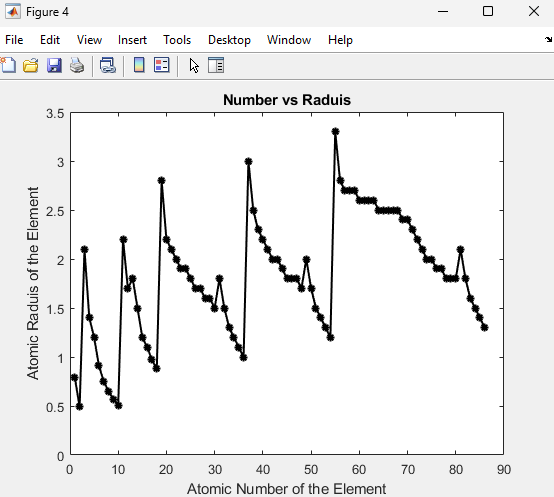 Figure 4
File Edit View Insert Tools Desktop Window Help
Number vs Raduis
3.5
3
2.5
2
1.5
1
0.5
0
Atomic Raduis of the Element
0 10 20 30 40 50 60 70 80 90
Atomic Number of the Element